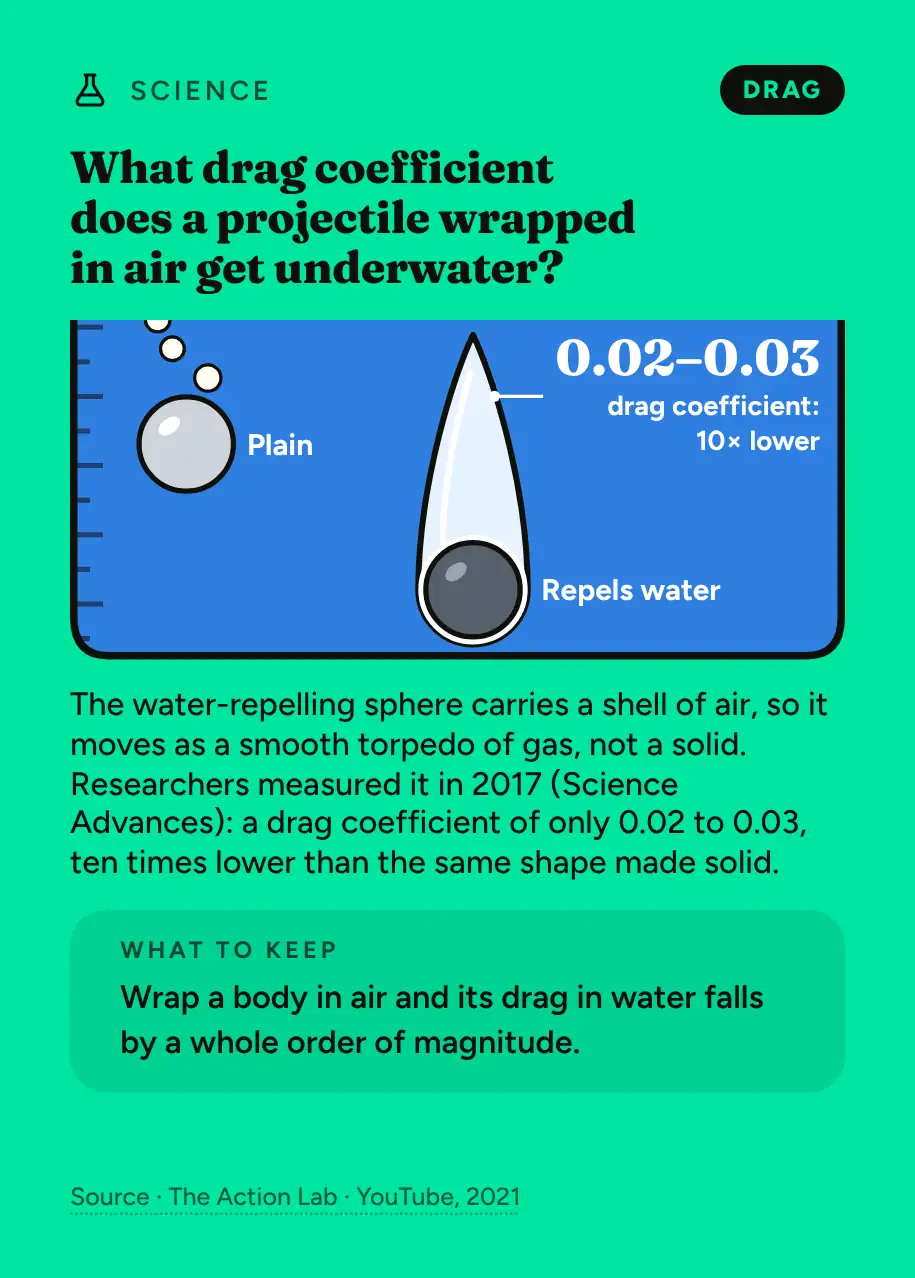 SCIENCE
DRAG
What drag coefficient
does a projectile wrapped
in air get underwater?
0.02–0.03
drag coefficient:
10× lower
Plain
Repels water
The water-repelling sphere carries a shell of air, so it
moves as a smooth torpedo of gas, not a solid.
Researchers measured it in 2017 (Science
Advances): a drag coefficient of only 0.02 to 0.03,
ten times lower than the same shape made solid.
WHAT TO KEEP
Wrap a body in air and its drag in water falls
by a whole order of magnitude.
Source · The Action Lab · YouTube, 2021